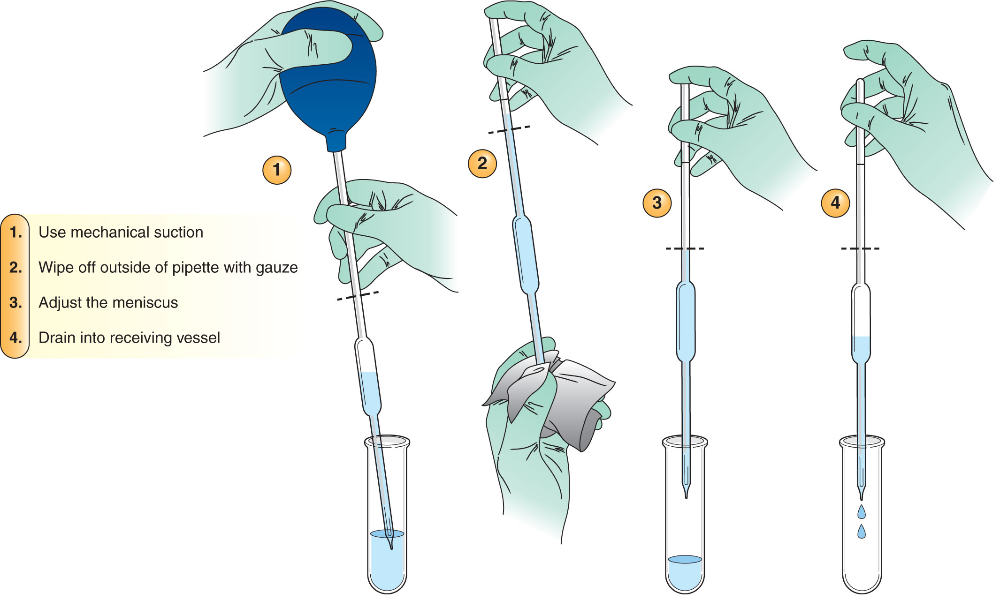 1
2
3
4
1. Use mechanical suction
2. Wipe off outside of pipette with gauze
3. Adjust the meniscus
4. Drain into receiving vessel